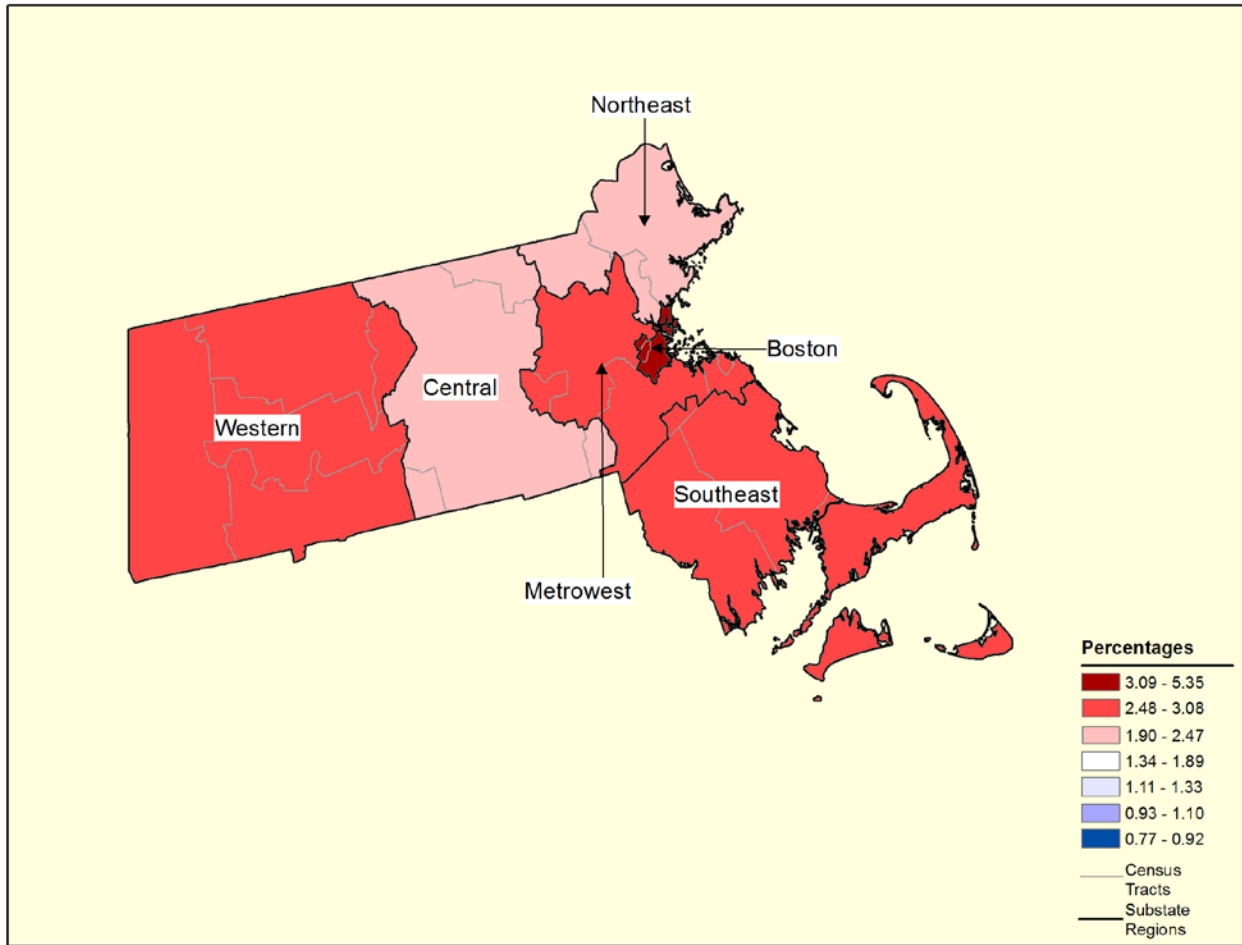 Northeast
Boston
Central
Western
Southeast
Metrowest
Percentages
3.09 - 5.35
2.48 - 3.08
1.90 - 2.47
1.34 - 1.89
1.11 - 1.33
0.93 - 1.10
0.77 - 0.92
Census
Tracts
Substate
Regions